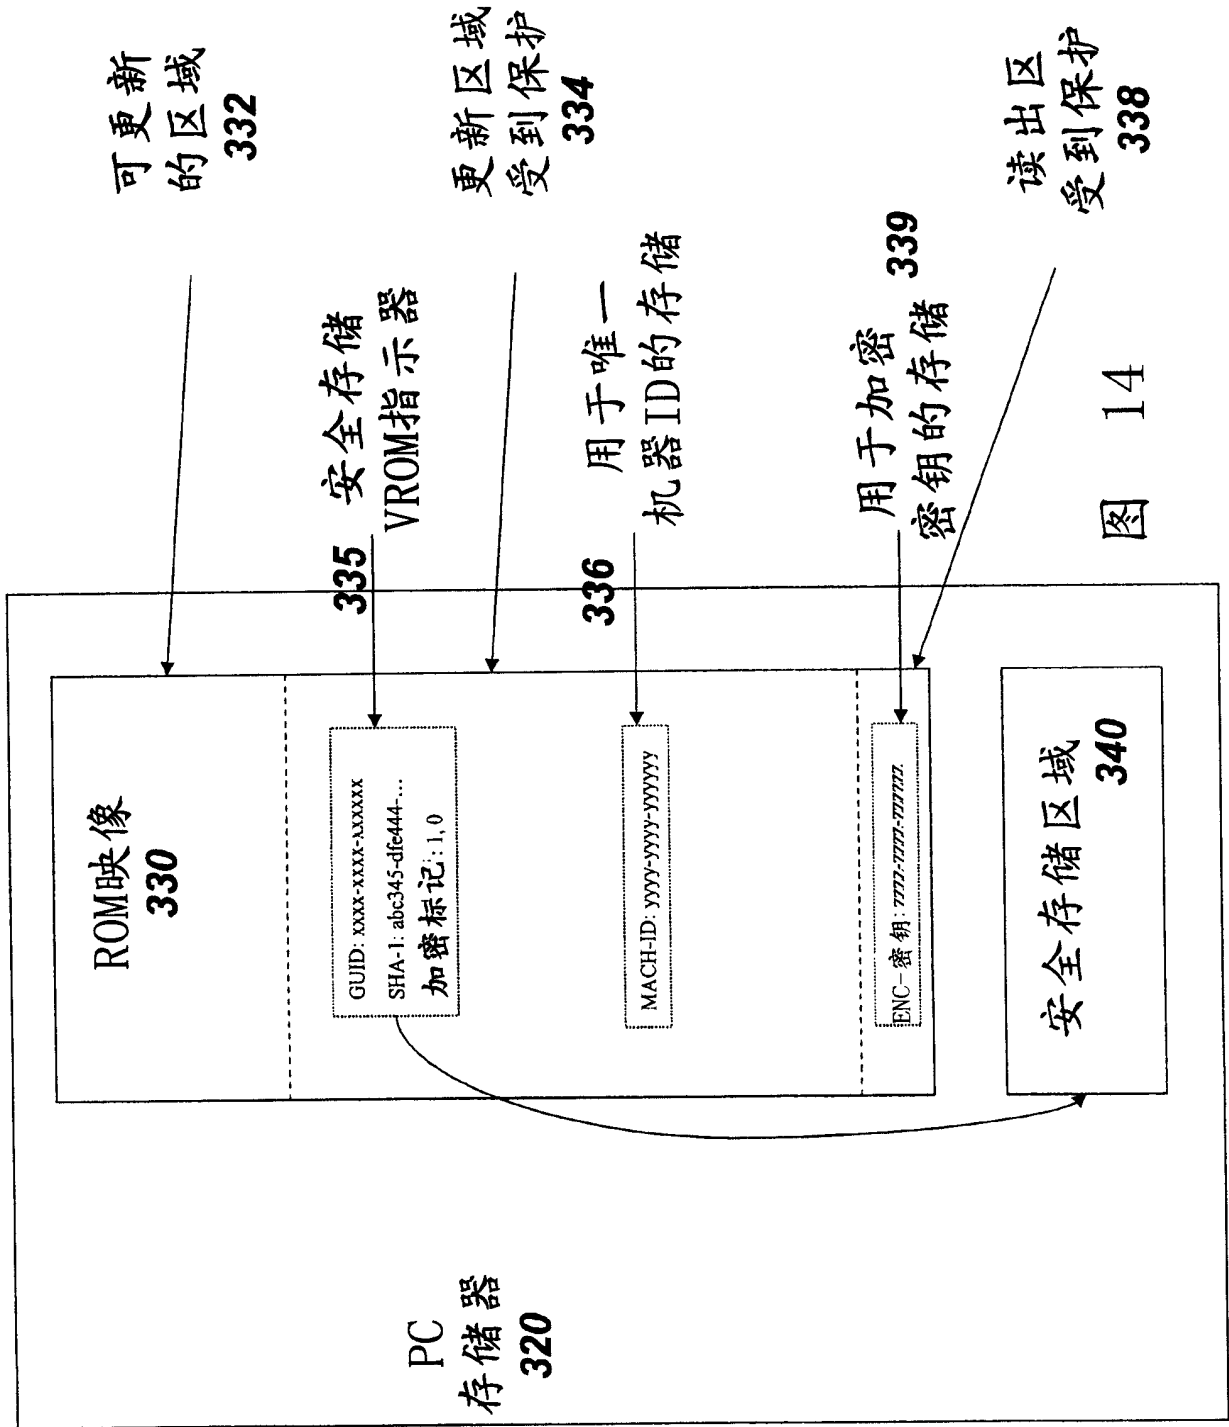 PC
存储器
320
ROM映像
330
GUID: xxxx-xxxx-xxxxxx
SHA-1: abc345-dfe444-...
加密标记: 1,0
MACH-ID: yyyy-yyyy-yyyyyy
ENC-密钥: zzzz-zzzz-zzzzzz
安全存储区域
340
可更新
的区域
332
335
安全存储
VROM指示器
更新区域
受到保护
334
336
用于唯一
机器ID的存储
用于加密
密钥的存储
339
读出区
受到保护
338
图 14